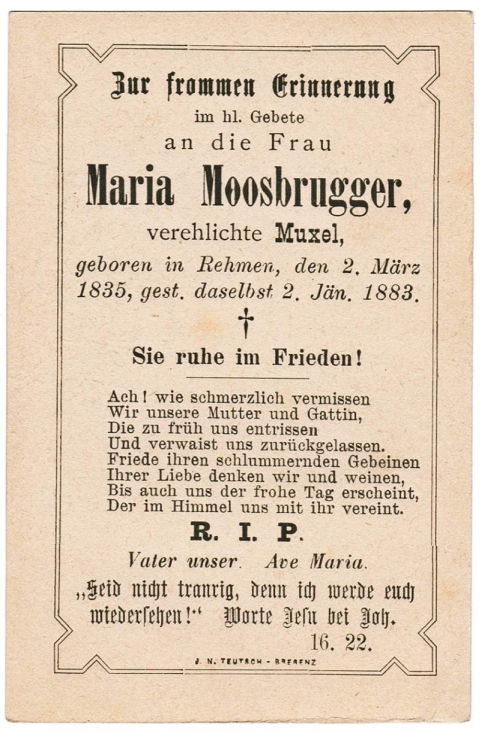 Zur frommen Erinnerung
im hl. Gebete
an die Frau
Maria Moosbrugger,
verehlichte Muxel,
geboren in Rehmen, den 2. März
1835, gest. daselbst 2. Jän. 1883.
†
Sie ruhe im Frieden!
Ach! wie schmerzlich vermissen
Wir unsere Mutter und Gattin,
Die zu früh uns entrissen
Und verwaist uns zurückgelassen.
Friede ihren schlummernden Gebeinen
Ihrer Liebe denken wir und weinen,
Bis auch uns der frohe Tag erscheint,
Der im Himmel uns mit ihr vereint.
R. I. P.
Vater unser. Ave Maria.
„Seid nicht traurig, denn ich werde euch
wiedersehen!“ Worte Jesu bei Joh.
16. 22.
J. N. TEUTSCH - BREGENZ